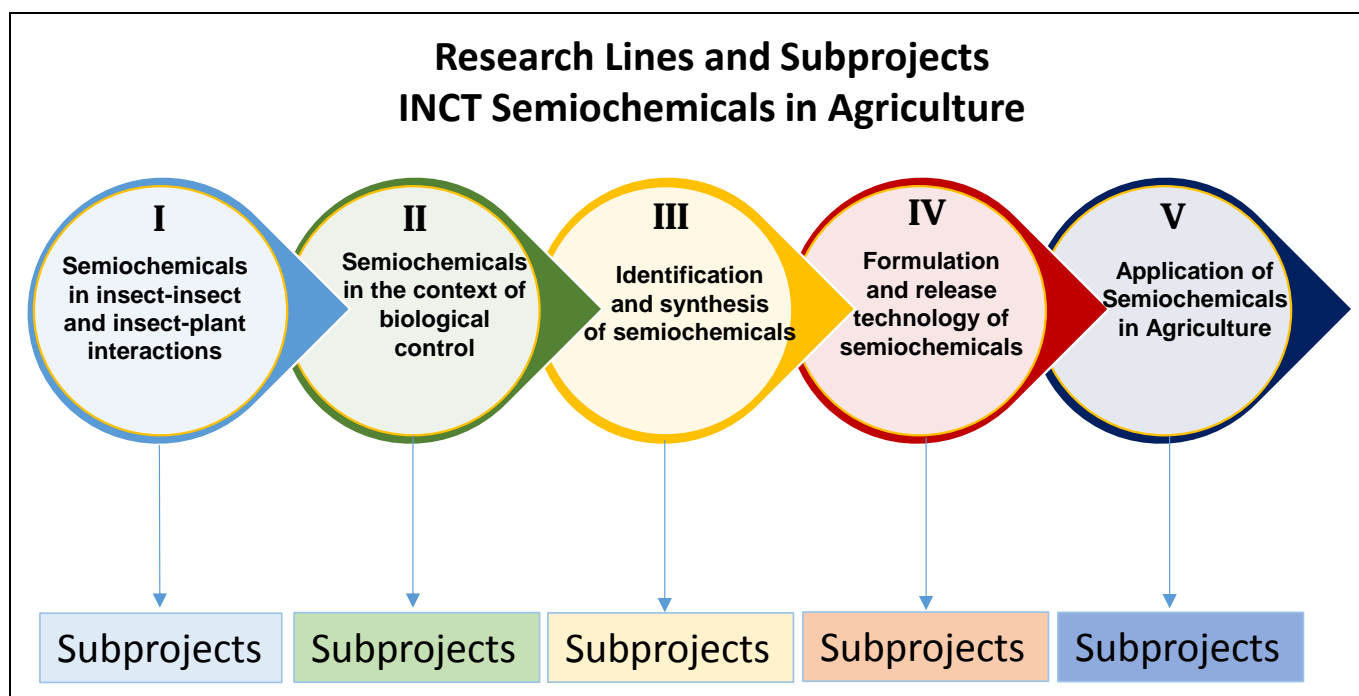 Research Lines and Subprojects
INCT Semiochemicals in Agriculture
I
Semiochemicals
in insect-insect
and insect-plant
interactions
II
Semiochemicals
in the context of
biological
control
III
Identification
and synthesis
of semiochemicals
IV
Formulation
and release
technology of
semiochemicals
V
Application of
Semiochemicals
in Agriculture
Subprojects
Subprojects
Subprojects
Subprojects
Subprojects